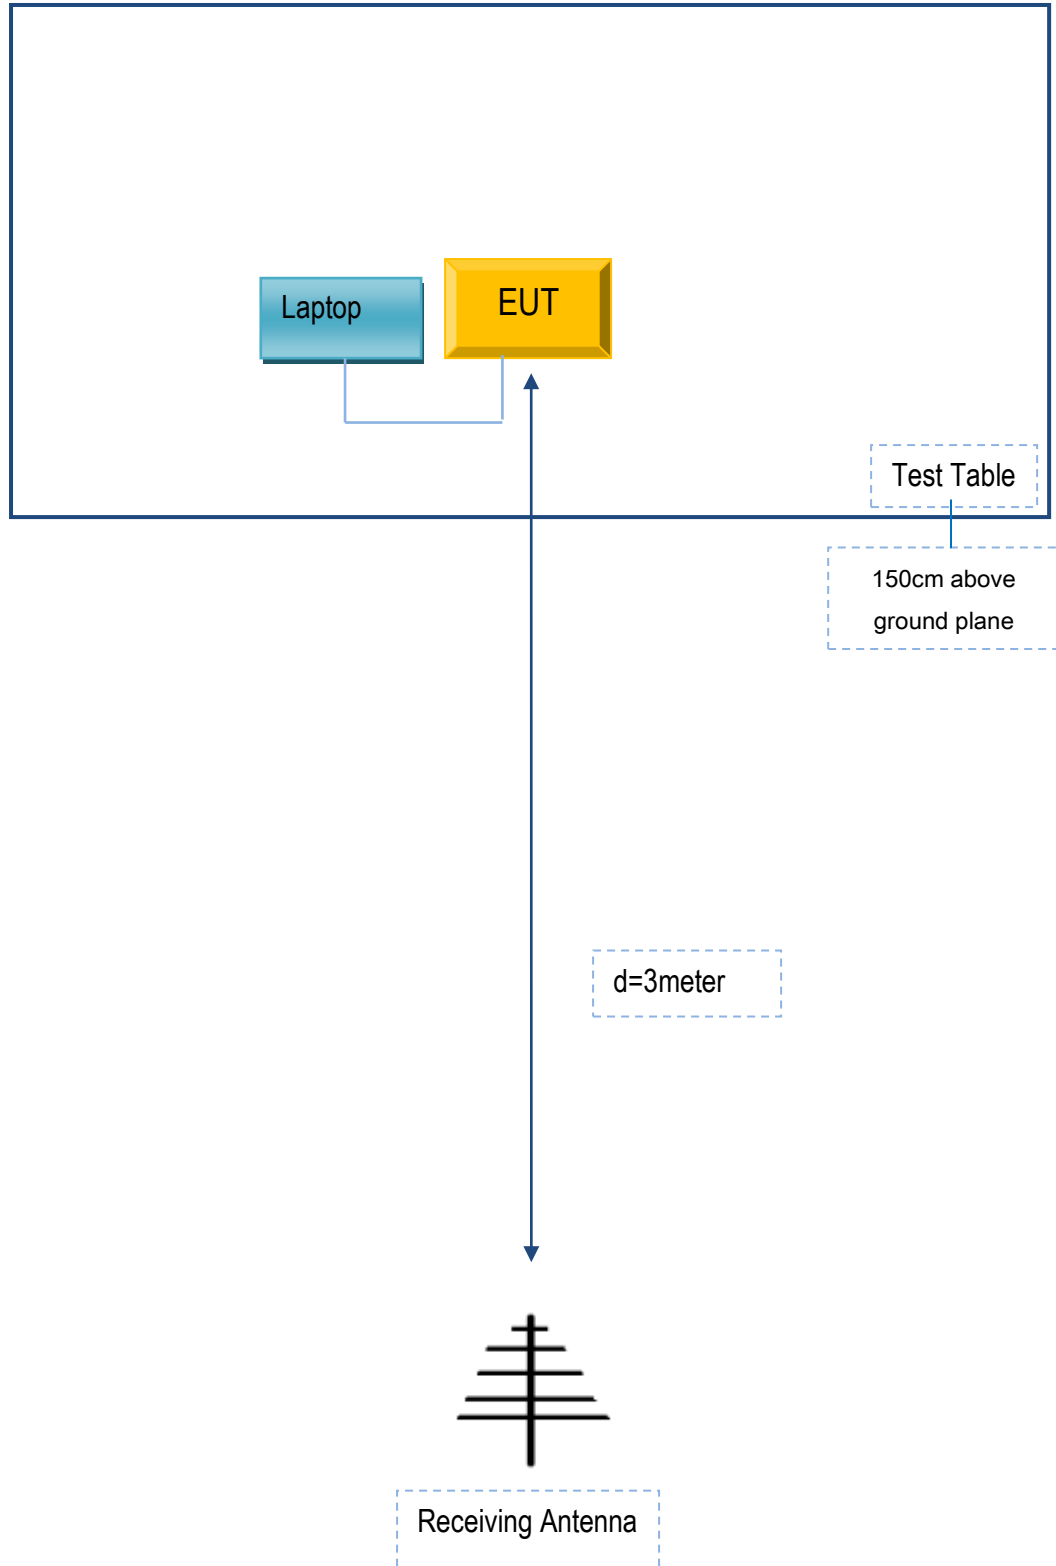 Laptop
EUT
Test Table
150cm above
ground plane
d=3meter
Receiving Antenna